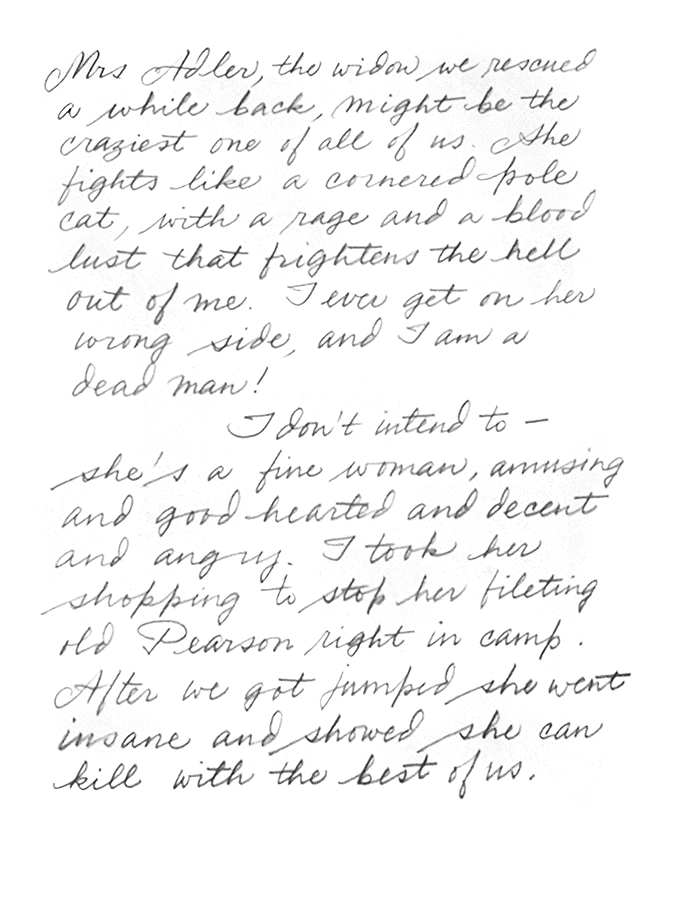 Mrs Adler, the widow we rescued
a while back, might be the
craziest one of all of us. She
fights like a cornered pole
cat, with a rage and a blood
lust that frightens the hell
out of me. I ever get on her
wrong side, and I am a
dead man!
I don't intend to —
she's a fine woman, amusing
and good hearted and decent
and angry. I took her
shopping to stop her fileting
old Pearson right in camp.
After we got jumped she went
insane and showed she can
kill with the best of us.